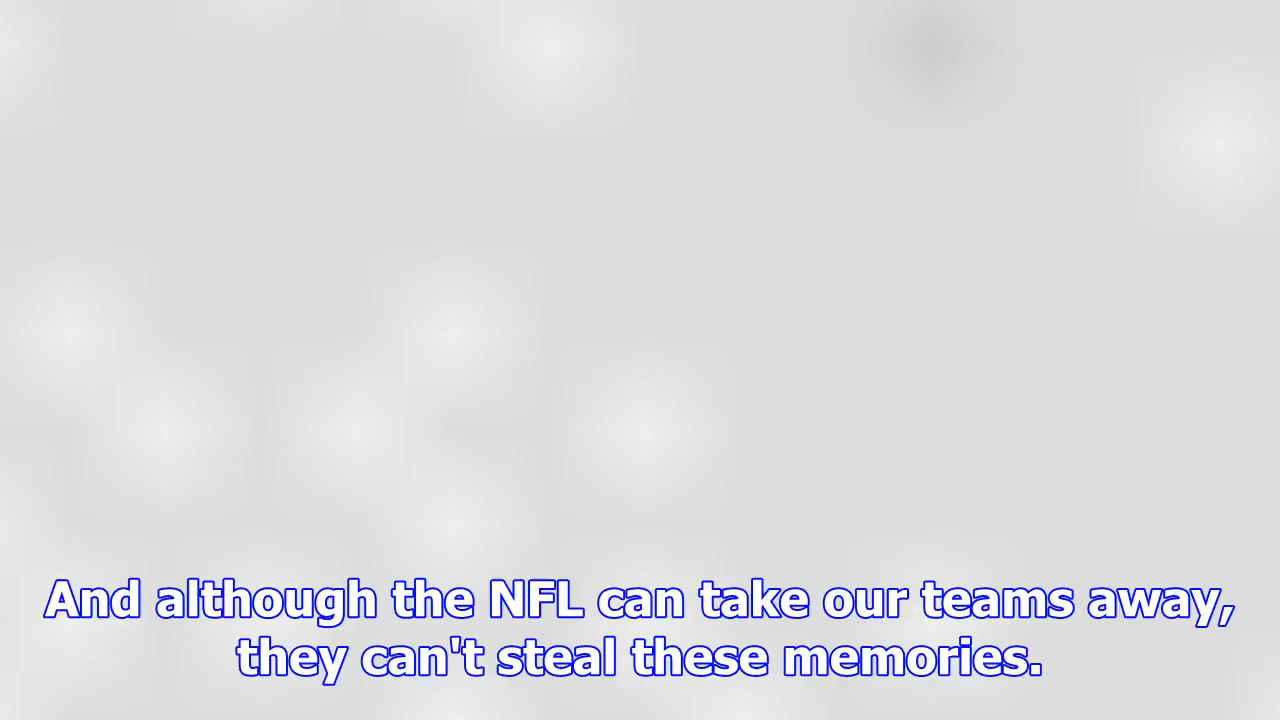 And although the NFL can take our teams away,
they can't steal these memories.